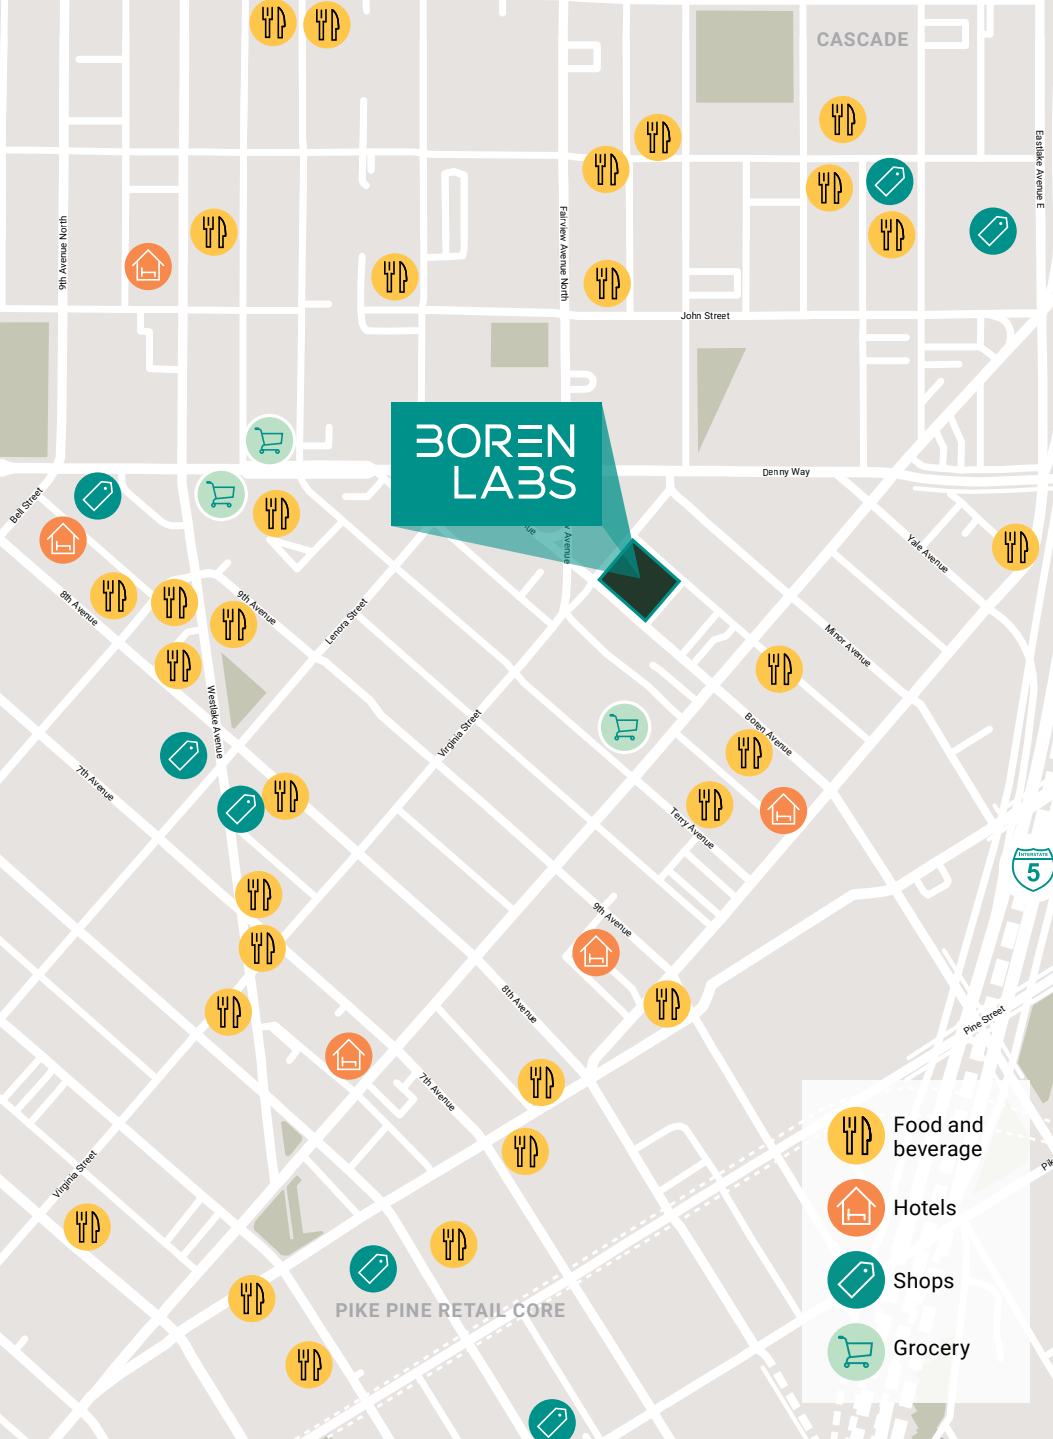 CASCADE
Eastlake Avenue E
9th Avenue North
Fairview Avenue North
John Street
BOREN
LABS
Denny Way
Bell Street
Yale Avenue
8th Avenue
9th Avenue
Lenora Street
Minor Avenue
Westlake Avenue
Virginia Street
Boren Avenue
7th Avenue
Terry Avenue
INTERSTATE
5
9th Avenue
8th Avenue
Pine Street
7th Avenue
Virginia Street
PIKE PINE RETAIL CORE
Food and
beverage
Hotels
Shops
Grocery